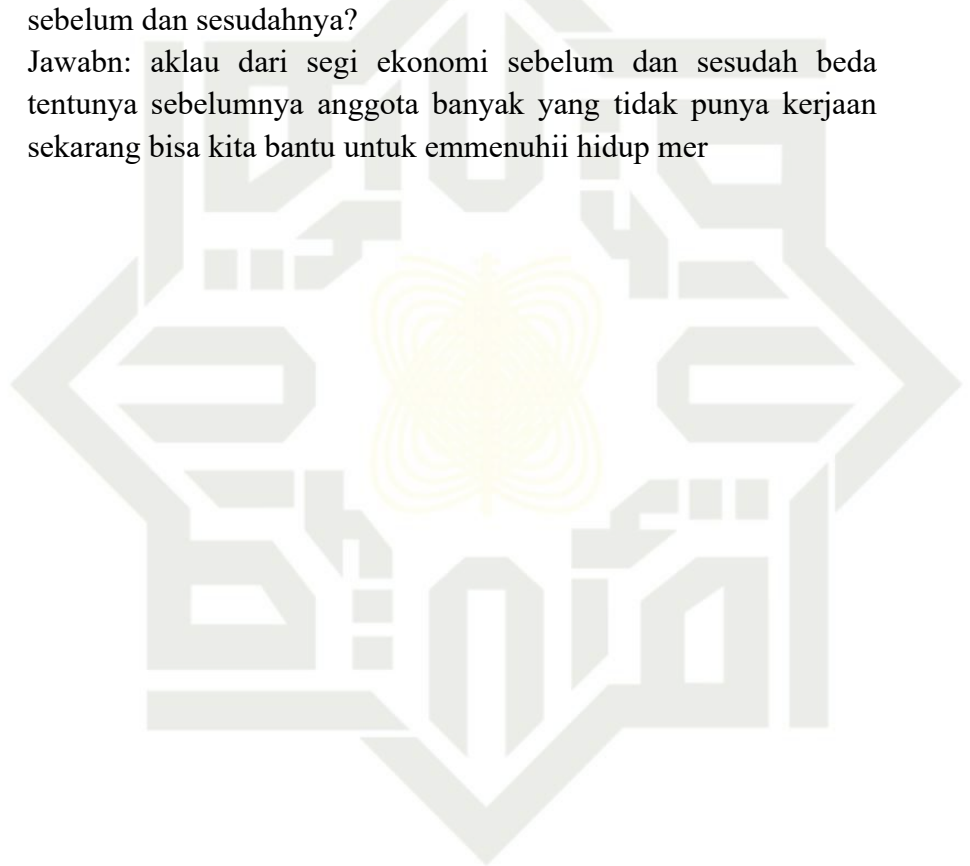 sebelum dan sesudahnya?
Jawabn: aklau dari segi ekonomi sebelum dan sesudah beda
tentunya sebelumnya anggota banyak yang tidak punya kerjaan
sekarang bisa kita bantu untuk emmenuhii hidup mer